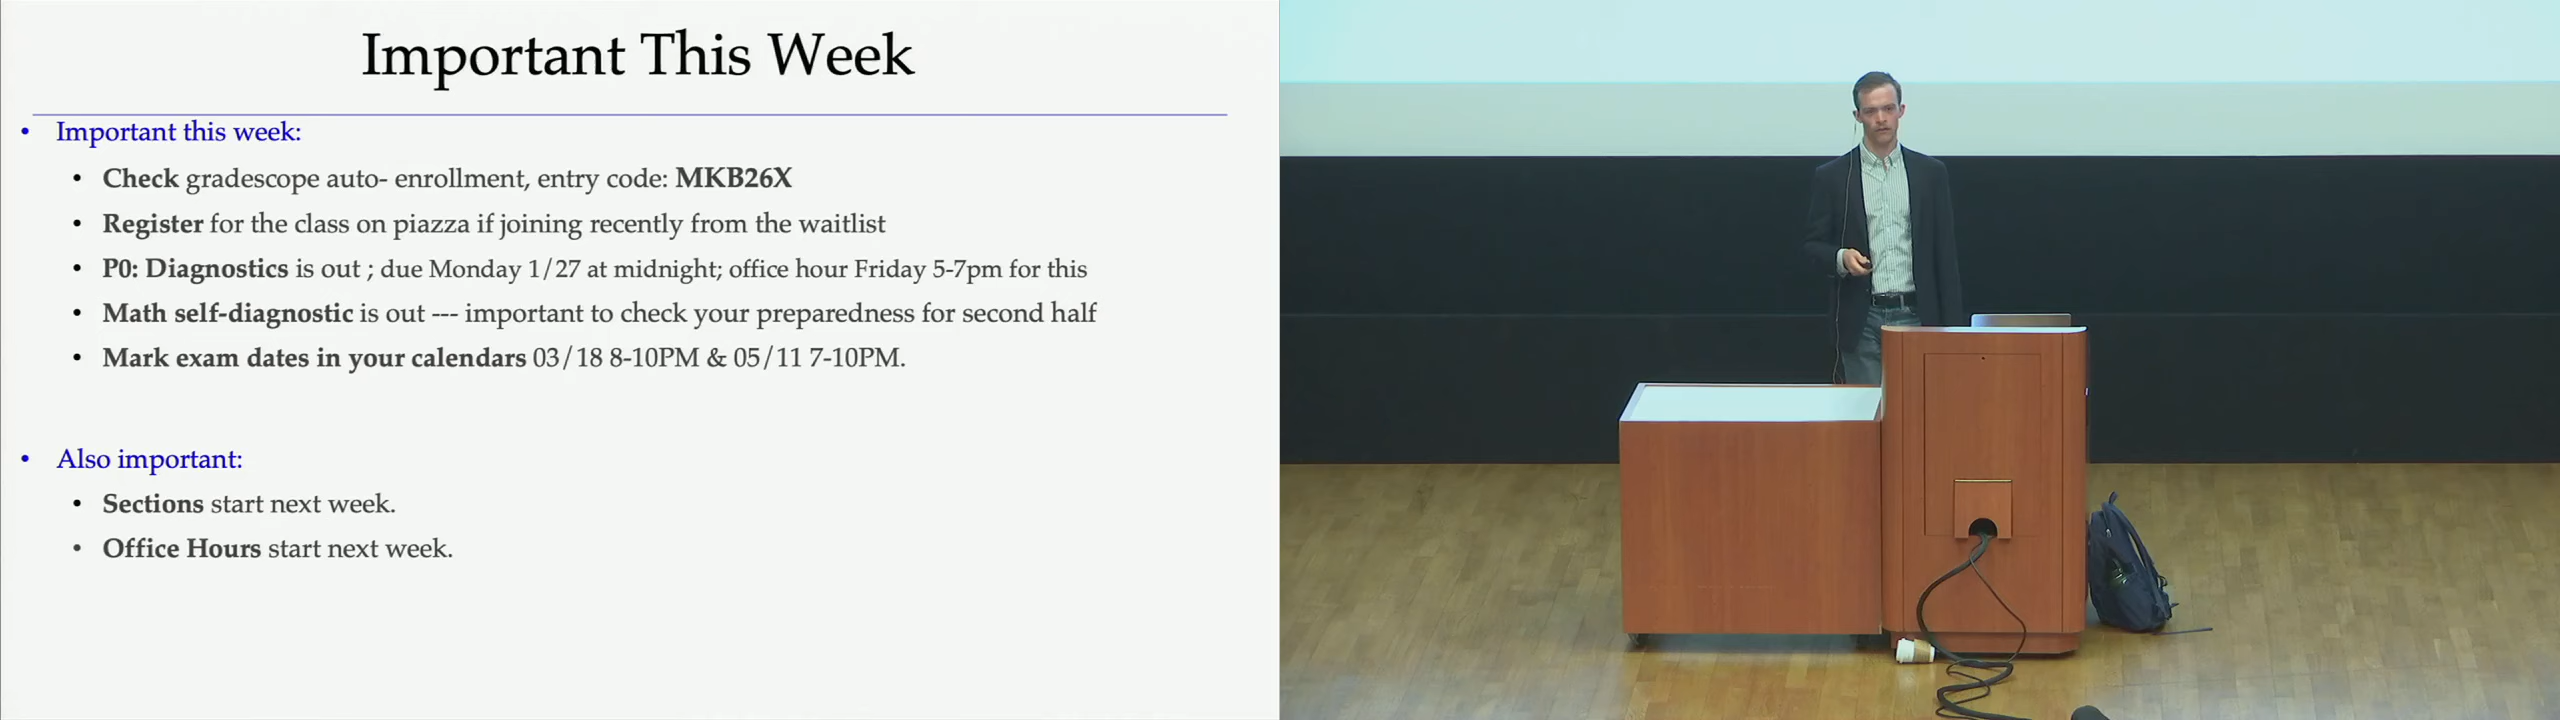 Important This Week
• Important this week:
• Check gradescope auto- enrollment, entry code: MKB26X
• Register for the class on piazza if joining recently from the waitlist
• P0: Diagnostics is out ; due Monday 1/27 at midnight; office hour Friday 5-7pm for this
• Math self-diagnostic is out --- important to check your preparedness for second half
• Mark exam dates in your calendars 03/18 8-10PM & 05/11 7-10PM.
• Also important:
• Sections start next week.
• Office Hours start next week.